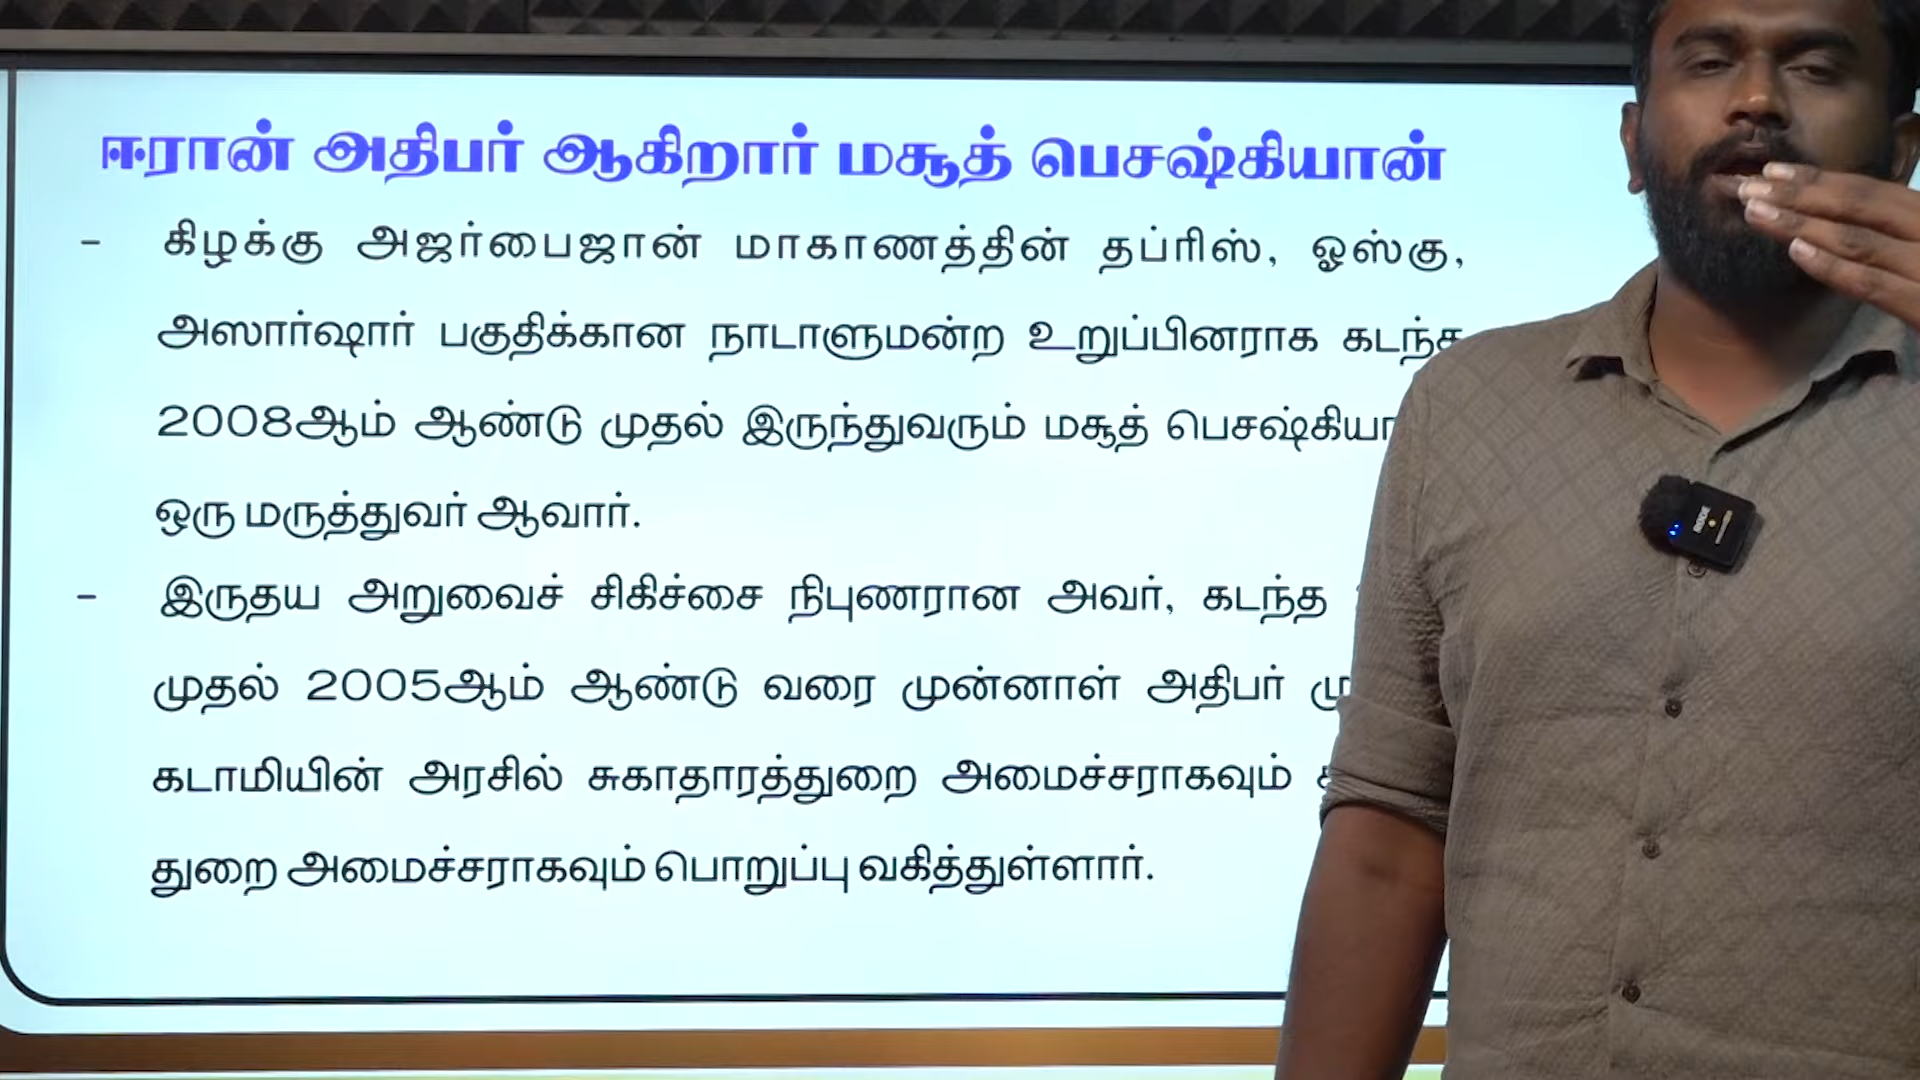 ஈரான் அதிபர் ஆகிறார் மசூத் பெசஷ்கியான்
- கிழக்கு அஜர்பைஜான் மாகாணத்தின் தப்ரிஸ், ஓஸ்கு,
அஸார்ஷார் பகுதிக்கான நாடாளுமன்ற உறுப்பினராக கடந்த
2008ஆம் ஆண்டு முதல் இருந்துவரும் மசூத்
ஒரு மருத்துவர் ஆவார்.
- இருதய அறுவைச் சிகிச்சை நிபுணரான அவர், கடந்த
முதல் 2005ஆம் ஆண்டு வரை முன்னாள் அதிபர்
கடாமியின் அரசில் சுகாதாரத்துறை அமைச்சராகவும்
துறை அமைச்சராகவும் பொறுப்பு வகித்துள்ளார்.
RODE